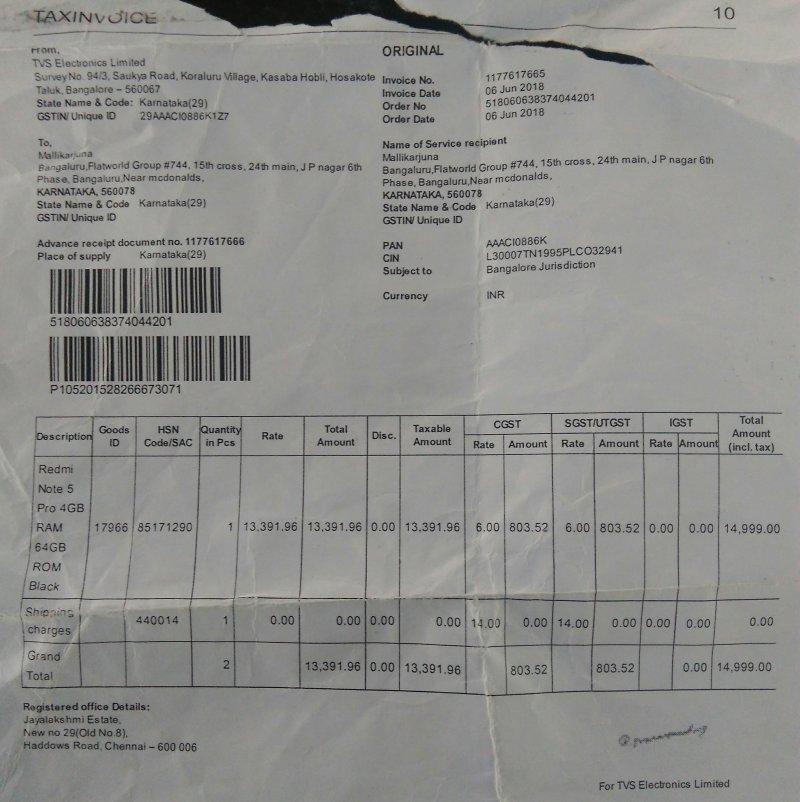 TAXINVOICE
10
From,
TVS Electronics Limited
Survey No. 94/3, Saukya Road, Koraluru Village, Kasaba Hobli, Hosakote
Taluk, Bangalore – 560067
State Name & Code: Karnataka(29)
GSTIN/ Unique ID 29AAACI0886K1Z7
ORIGINAL
Invoice No. 1177617665
Invoice Date 06 Jun 2018
Order No 518060638374044201
Order Date 06 Jun 2018
To,
Mallikarjuna
Bangaluru,Flatworld Group #744, 15th cross, 24th main, J P nagar 6th
Phase, Bangaluru,Near mcdonalds,
KARNATAKA, 560078
State Name & Code Karnataka(29)
GSTIN/ Unique ID
Name of Service recipient
Mallikarjuna
Bengaluru,Flatworld Group #744, 15th cross, 24th main, J P nagar 6th
Phase, Bangaluru,Near mcdonalds,
KARNATAKA, 560078
State Name & Code Karnataka(29)
GSTIN/ Unique ID
Advance receipt document no. 1177617666
Place of supply Karnataka(29)
PAN AAACI0886K
CIN L30007TN1995PLCO32941
Subject to Bangalore Jurisdiction
Currency INR
518060638374044201
P105201528266673071
Description Goods ID HSN Code/SAC Quantity in Pcs Rate Total Amount Disc. Taxable Amount CGST Rate Amount SGST/UTGST Rate Amount IGST Rate Amount Total Amount (incl. tax)
Redmi
Note 5
Pro 4GB
RAM 17966 85171290 1 13,391.96 13,391.96 0.00 13,391.96 6.00 803.52 6.00 803.52 0.00 0.00 14,999.00
64GB
ROM
Black
Shipping charges 440014 1 0.00 0.00 0.00 0.00 14.00 0.00 14.00 0.00 0.00 0.00 0.00
Grand Total 2 13,391.96 0.00 13,391.96 803.52 803.52 0.00 14,999.00
Registered office Details:
Jayalakshmi Estate,
New no 29(Old No.8),
Haddows Road, Chennai – 600 006
For TVS Electronics Limited